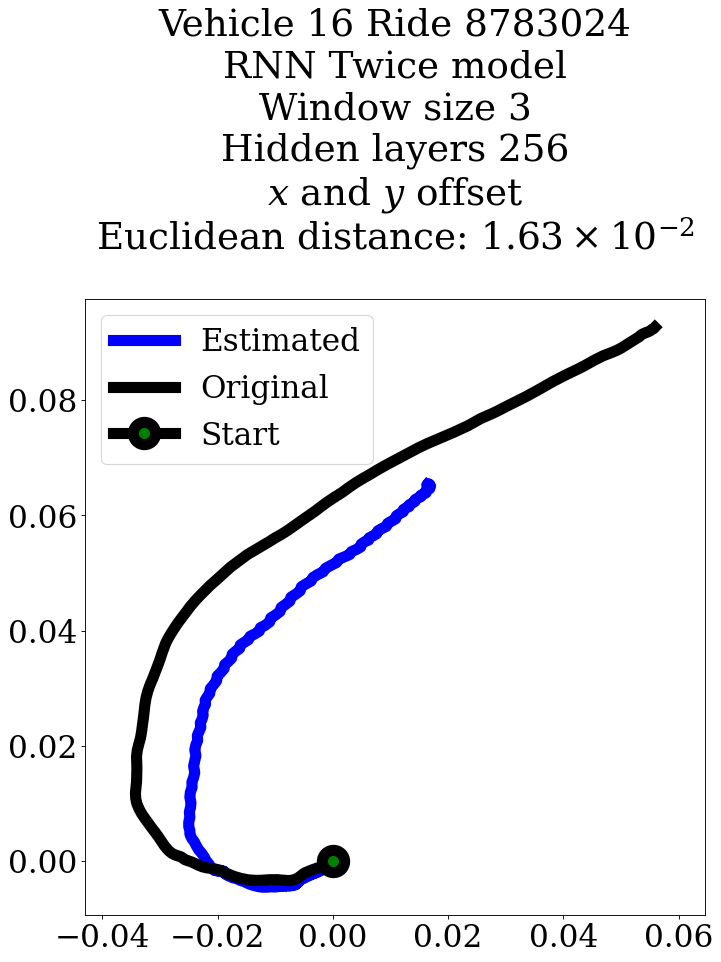 Vehicle 16 Ride 8783024
RNN Twice model
Window size 3
Hidden layers 256
x and y offset
Euclidean distance: 1.63 × 10⁻²
Estimated
Original
Start
0.08
0.06
0.04
0.02
0.00
−0.04 −0.02 0.00 0.02 0.04 0.06